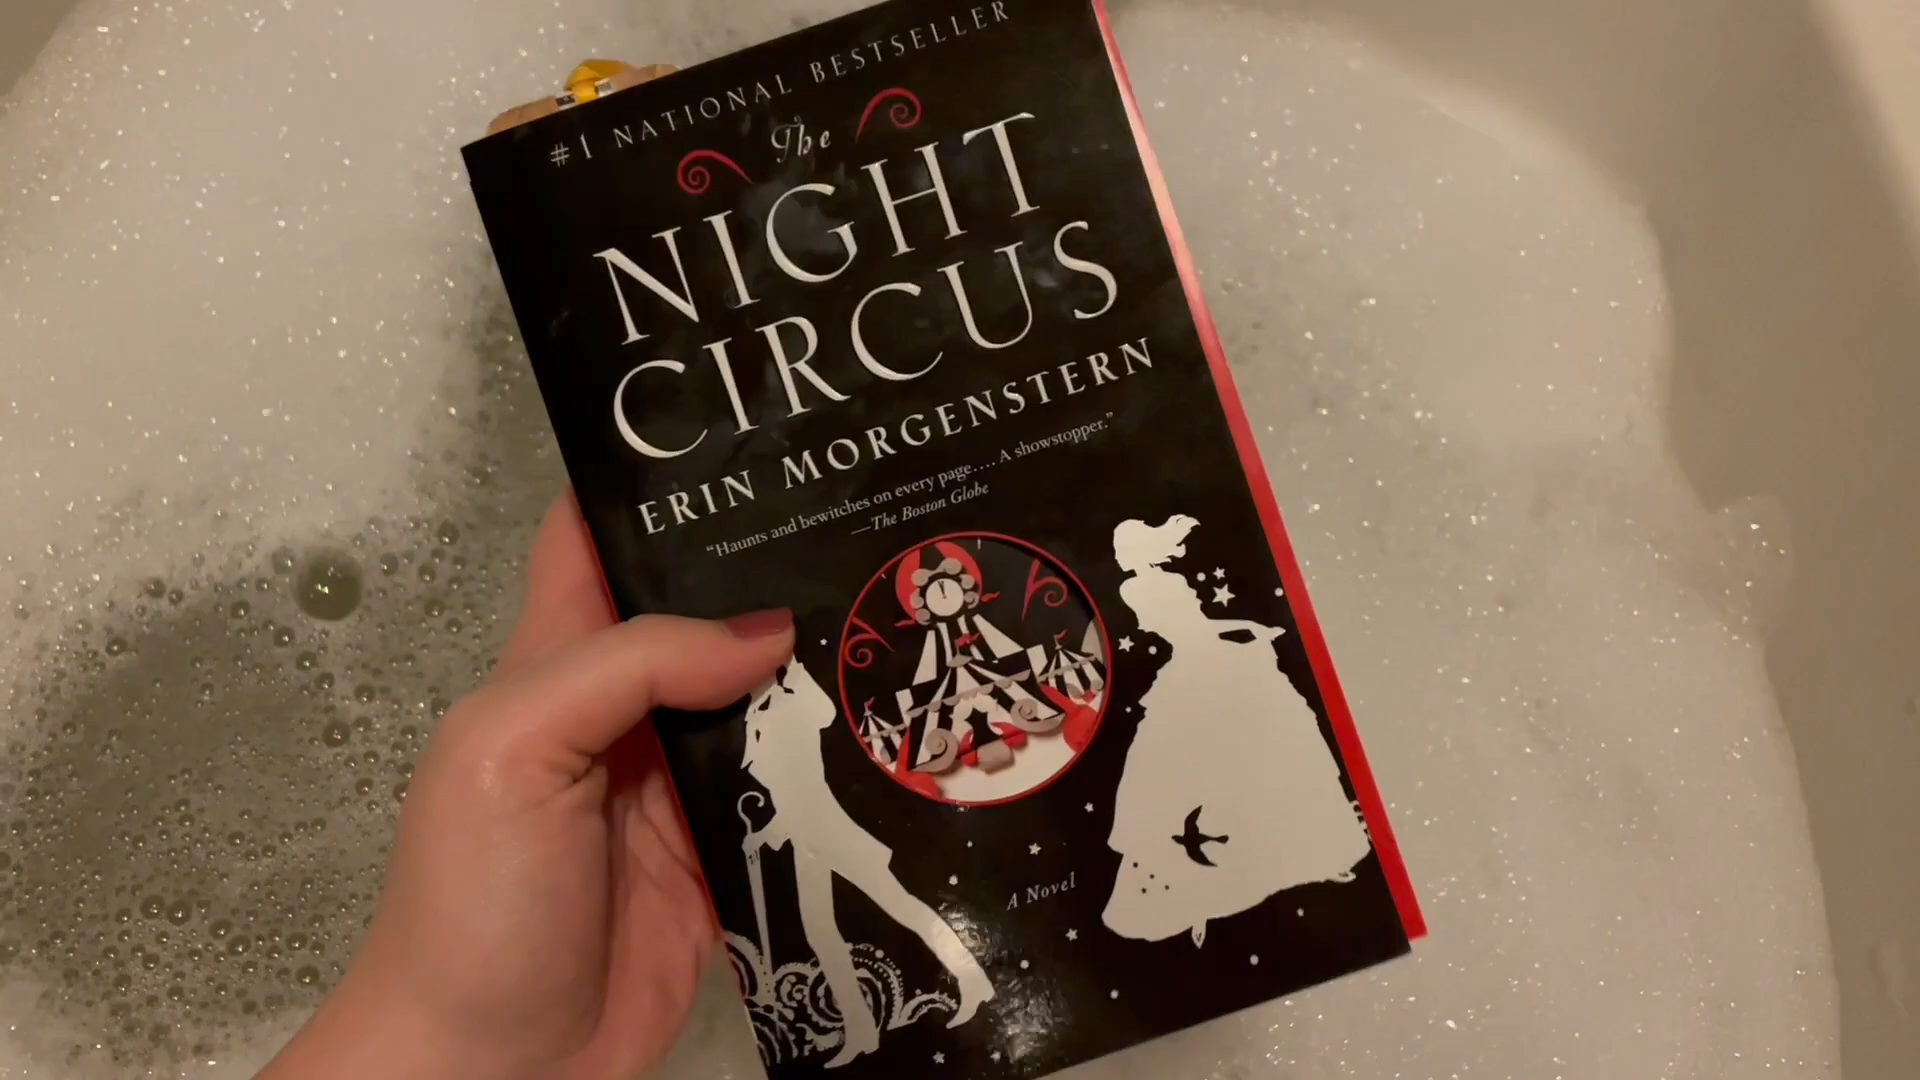 #1 NATIONAL BESTSELLER
The
NIGHT
CIRCUS
ERIN MORGENSTERN
“Haunts and bewitches on every page.... A showstopper.”
—The Boston Globe
A Novel